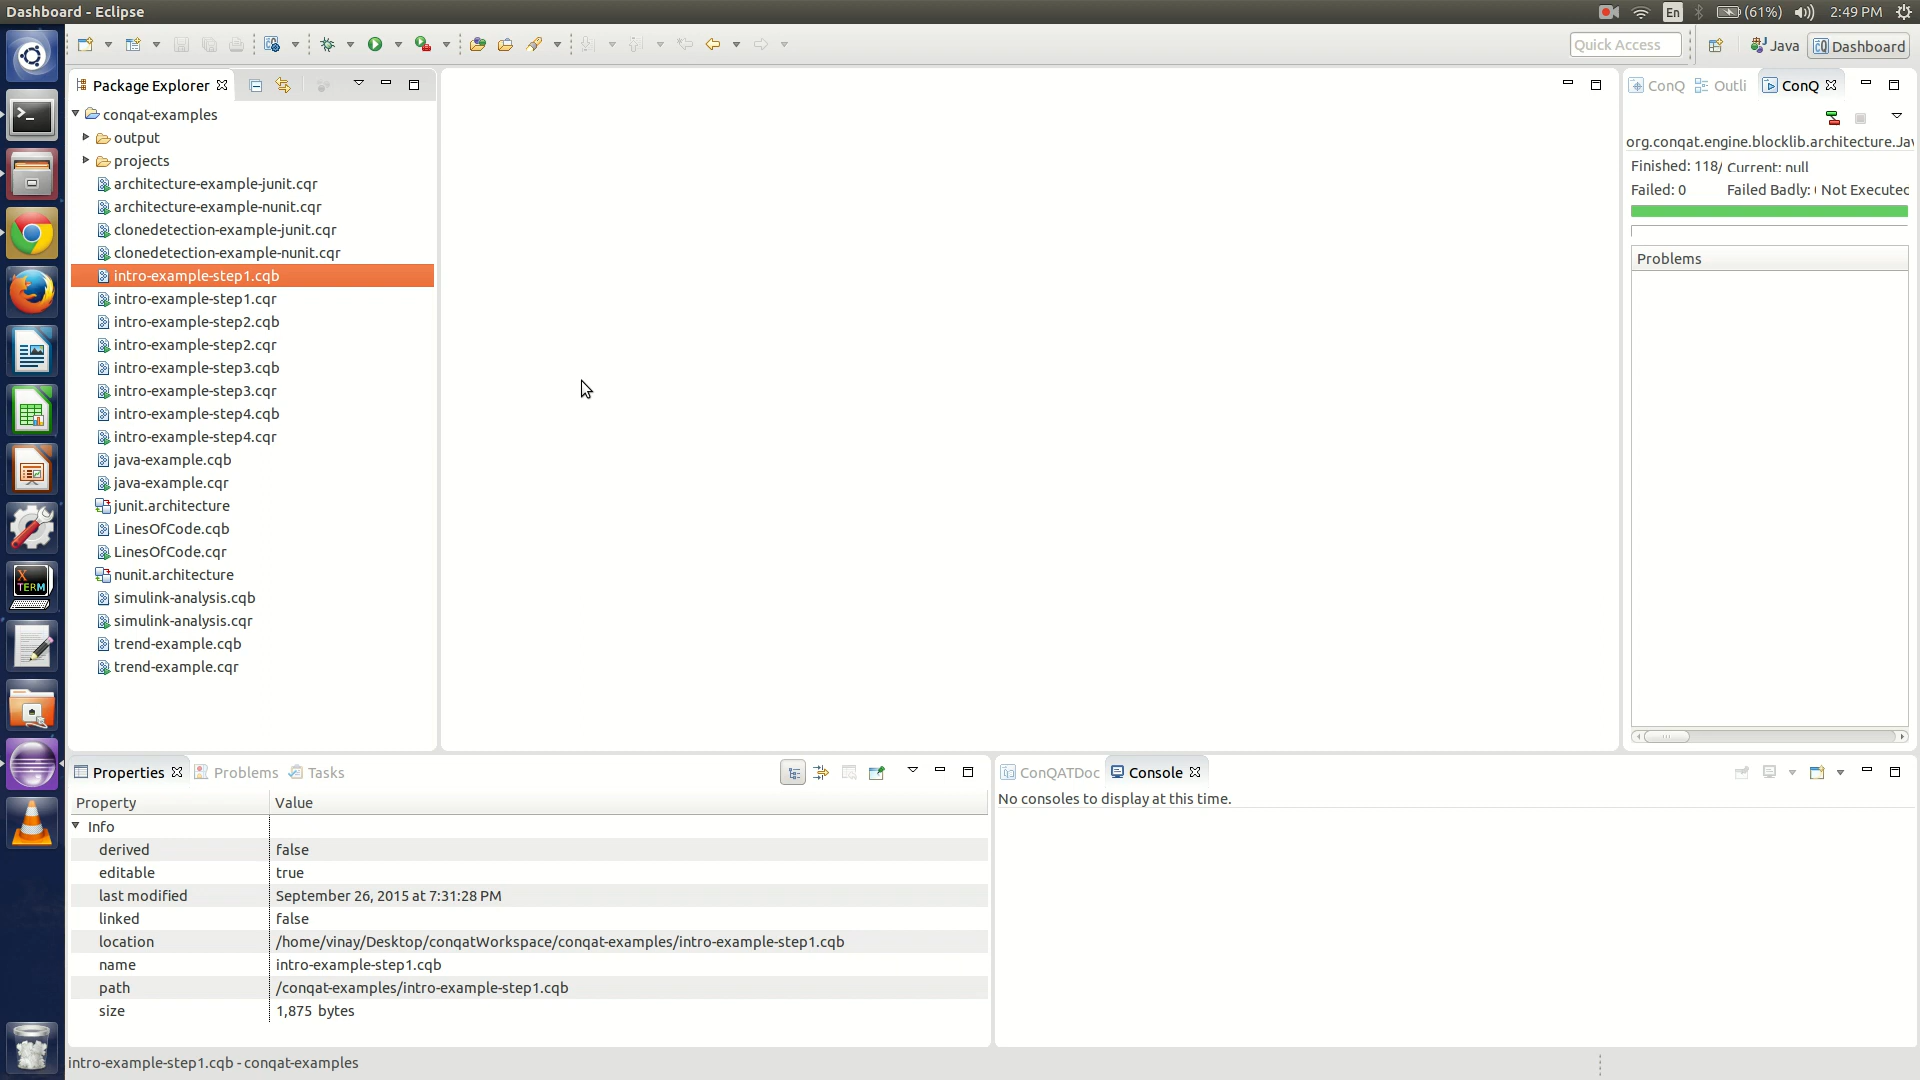 Dashboard - Eclipse
En (61%) 2:49 PM
Quick Access Java Dashboard
Package Explorer
conqat-examples
output
projects
architecture-example-junit.cqr
architecture-example-nunit.cqr
clonedetection-example-junit.cqr
clonedetection-example-nunit.cqr
intro-example-step1.cqb
intro-example-step1.cqr
intro-example-step2.cqb
intro-example-step2.cqr
intro-example-step3.cqb
intro-example-step3.cqr
intro-example-step4.cqb
intro-example-step4.cqr
java-example.cqb
java-example.cqr
junit.architecture
LinesOfCode.cqb
LinesOfCode.cqr
nunit.architecture
simulink-analysis.cqb
simulink-analysis.cqr
trend-example.cqb
trend-example.cqr
ConQ Outli ConQ
org.conqat.engine.blocklib.architecture.Jav
Finished: 118/ Current: null
Failed: 0 Failed Badly: Not Executed
Problems
Properties Problems Tasks
Property Value
Info
derived false
editable true
last modified September 26, 2015 at 7:31:28 PM
linked false
location /home/vinay/Desktop/conqatWorkspace/conqat-examples/intro-example-step1.cqb
name intro-example-step1.cqb
path /conqat-examples/intro-example-step1.cqb
size 1,875 bytes
ConQATDoc Console
No consoles to display at this time.
X
TERM
intro-example-step1.cqb - conqat-examples